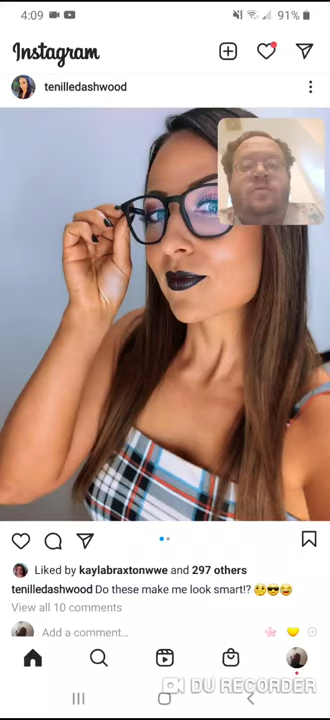 4:09
91%
Instagram
tenilledashwood
Liked by kaylabraxtonwwe and 297 others
tenilledashwood Do these make me look smart!? 🤓😎😂
View all 10 comments
Add a comment...
DU RECORDER